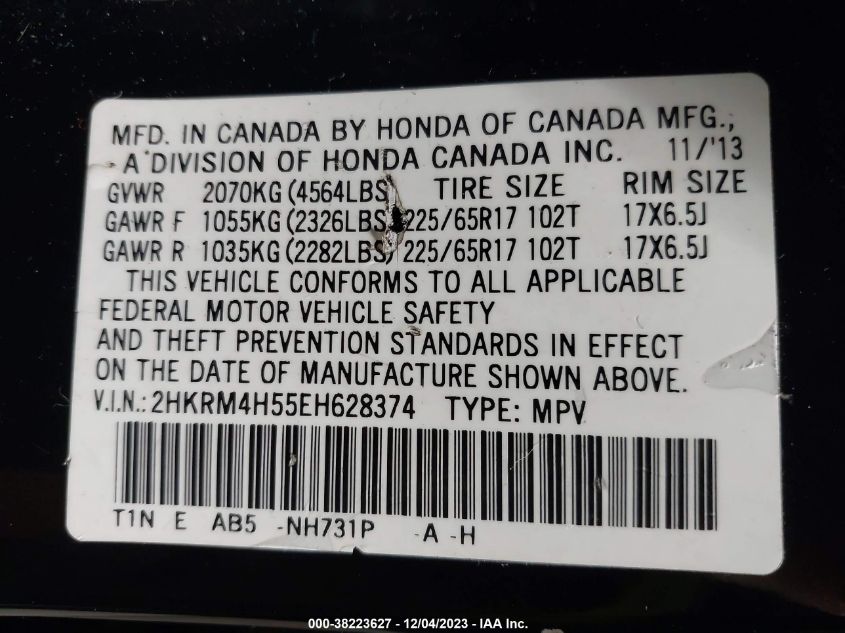 MFD. IN CANADA BY HONDA OF CANADA MFG.,
A DIVISION OF HONDA CANADA INC. 11/'13
GVWR 2070KG (4564LBS) TIRE SIZE RIM SIZE
GAWR F 1055KG (2326LBS) 225/65R17 102T 17X6.5J
GAWR R 1035KG (2282LBS) 225/65R17 102T 17X6.5J
THIS VEHICLE CONFORMS TO ALL APPLICABLE
FEDERAL MOTOR VEHICLE SAFETY
AND THEFT PREVENTION STANDARDS IN EFFECT
ON THE DATE OF MANUFACTURE SHOWN ABOVE.
V.I.N.: 2HKRM4H55EH628374 TYPE: MPV
T1N E AB5 -NH731P -A -H
000-38223627 - 12/04/2023 - IAA Inc.